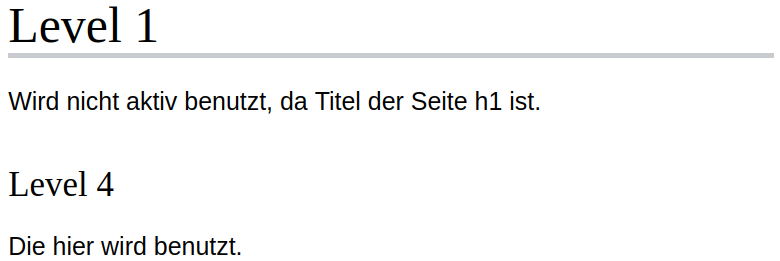 Level 1
Wird nicht aktiv benutzt, da Titel der Seite h1 ist.
Level 4
Die hier wird benutzt.